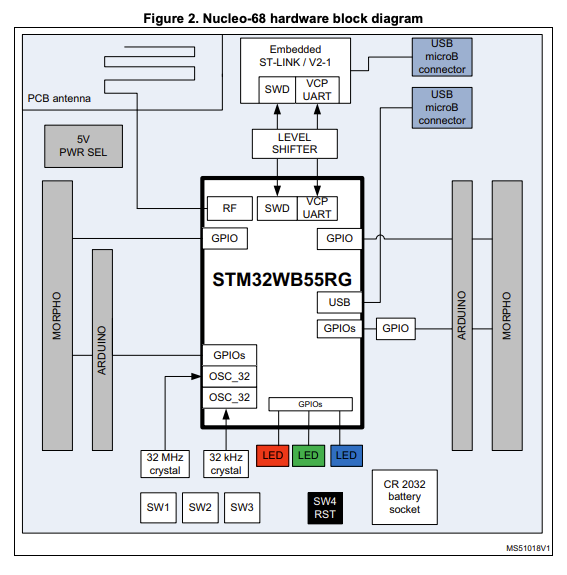 Figure 2. Nucleo-68 hardware block diagram
Embedded
ST-LINK / V2-1
SWD
VCP
UART
USB
microB
connector
USB
microB
connector
PCB antenna
5V
PWR SEL
LEVEL
SHIFTER
RF
SWD
VCP
UART
GPIO
GPIO
STM32WB55RG
USB
GPIOs
GPIO
MORPHO
ARDUINO
ARDUINO
MORPHO
GPIOs
OSC_32
OSC_32
GPIOs
32 MHz
crystal
32 kHz
crystal
LED
LED
LED
SW1
SW2
SW3
SW4
RST
CR 2032
battery
socket
MS51018V1